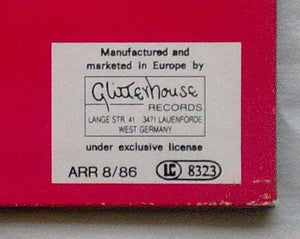 Manufactured and
marketed in Europe by
Glitterhouse
RECORDS
LANGE STR. 41 3471 LAUENFORDE
WEST GERMANY
under exclusive license
ARR 8/86 LC 8323